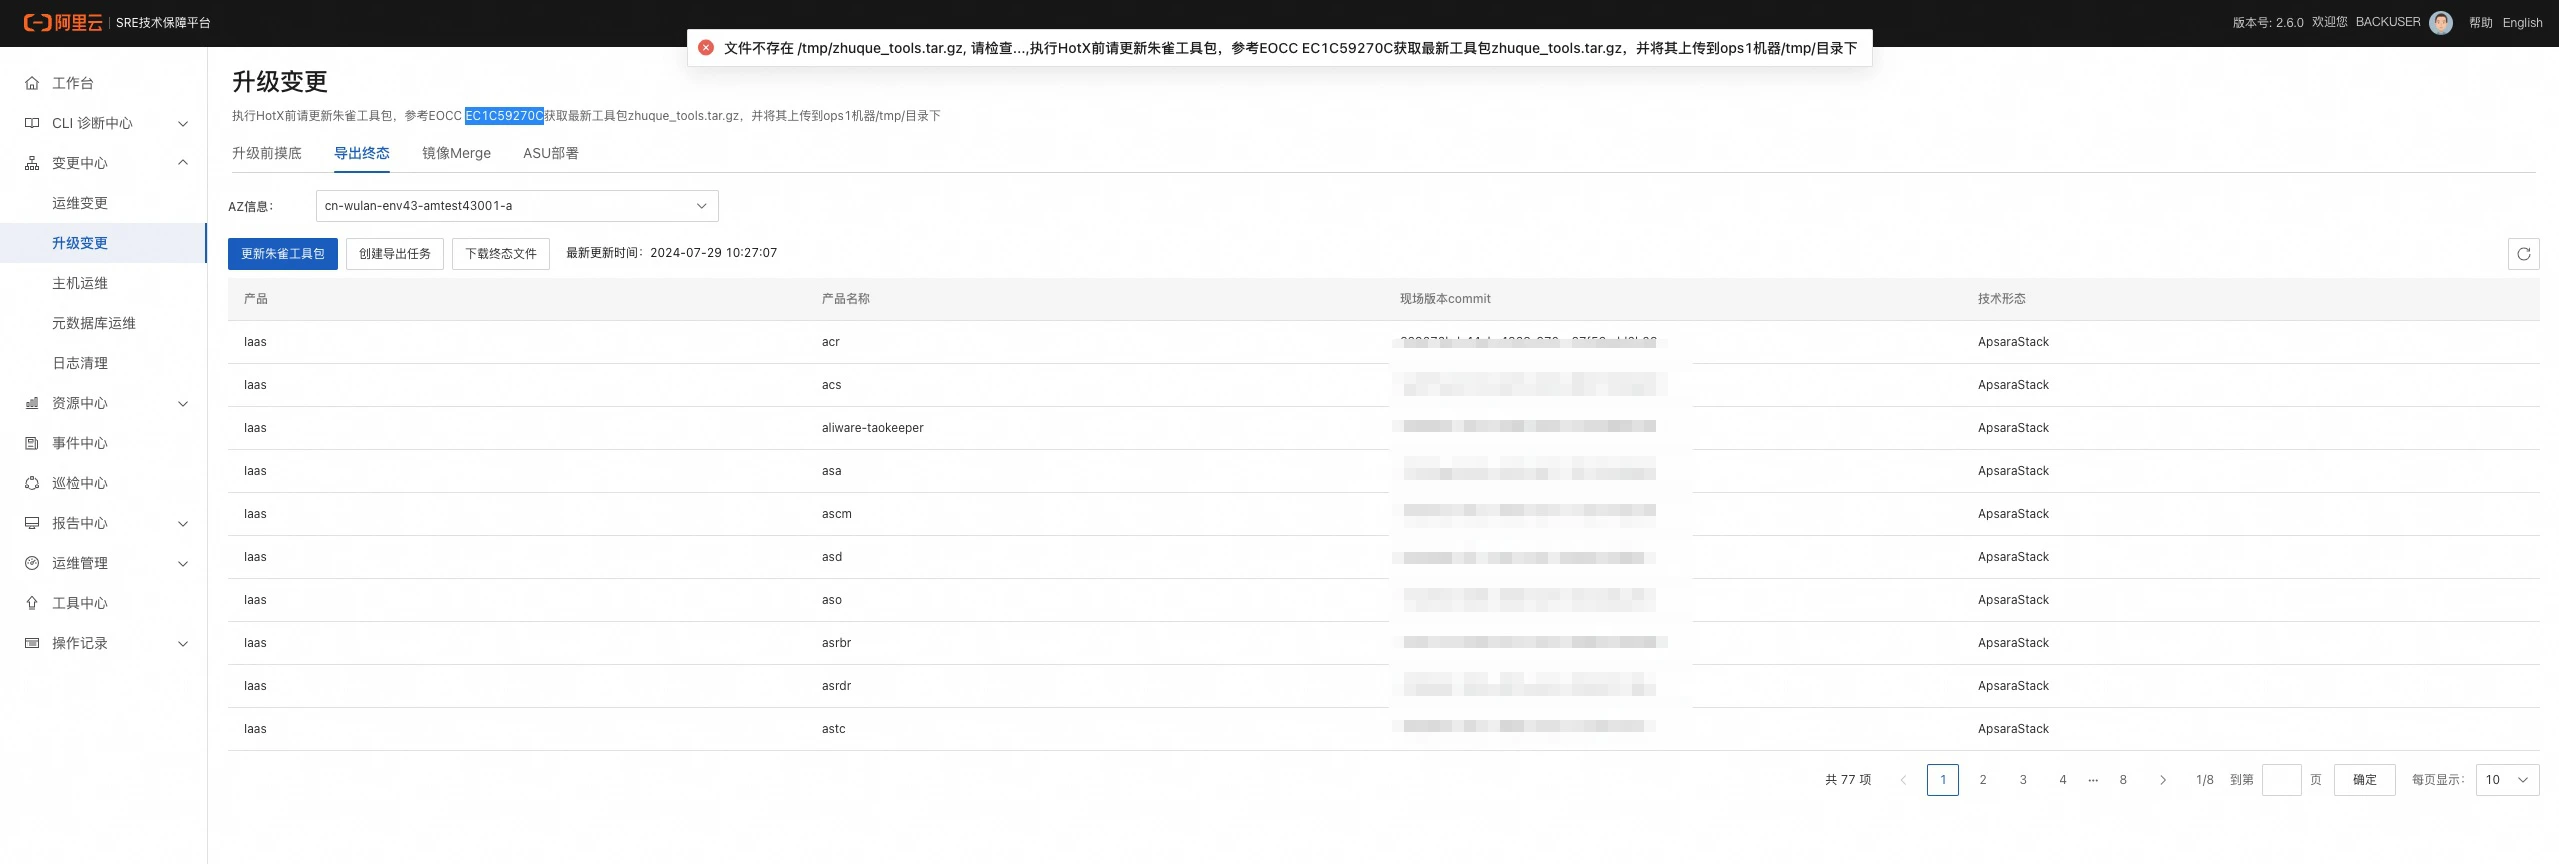 阿里云 SRE技术保障平台
版本号: 2.6.0 欢迎您 BACKUSER 帮助 English
文件不存在 /tmp/zhuque_tools.tar.gz, 请检查...,执行HotX前请更新朱雀工具包，参考EOCC EC1C59270C获取最新工具包zhuque_tools.tar.gz，并将其上传到ops1机器/tmp/目录下
工作台
CLI 诊断中心
变更中心
运维变更
升级变更
主机运维
元数据库运维
日志清理
资源中心
事件中心
巡检中心
报告中心
运维管理
工具中心
操作记录
升级变更
执行HotX前请更新朱雀工具包，参考EOCC EC1C59270C获取最新工具包zhuque_tools.tar.gz，并将其上传到ops1机器/tmp/目录下
升级前摸底 导出终态 镜像Merge ASU部署
AZ信息： cn-wulan-env43-amtest43001-a
更新朱雀工具包 创建导出任务 下载终态文件 最新更新时间：2024-07-29 10:27:07
产品 产品名称 现场版本commit 技术形态
Iaas acr ApsaraStack
Iaas acs ApsaraStack
Iaas aliware-taokeeper ApsaraStack
Iaas asa ApsaraStack
Iaas ascm ApsaraStack
Iaas asd ApsaraStack
Iaas aso ApsaraStack
Iaas asrbr ApsaraStack
Iaas asrdr ApsaraStack
Iaas astc ApsaraStack
共 77 项 1 2 3 4 ... 8 1/8 到第 页 确定 每页显示： 10